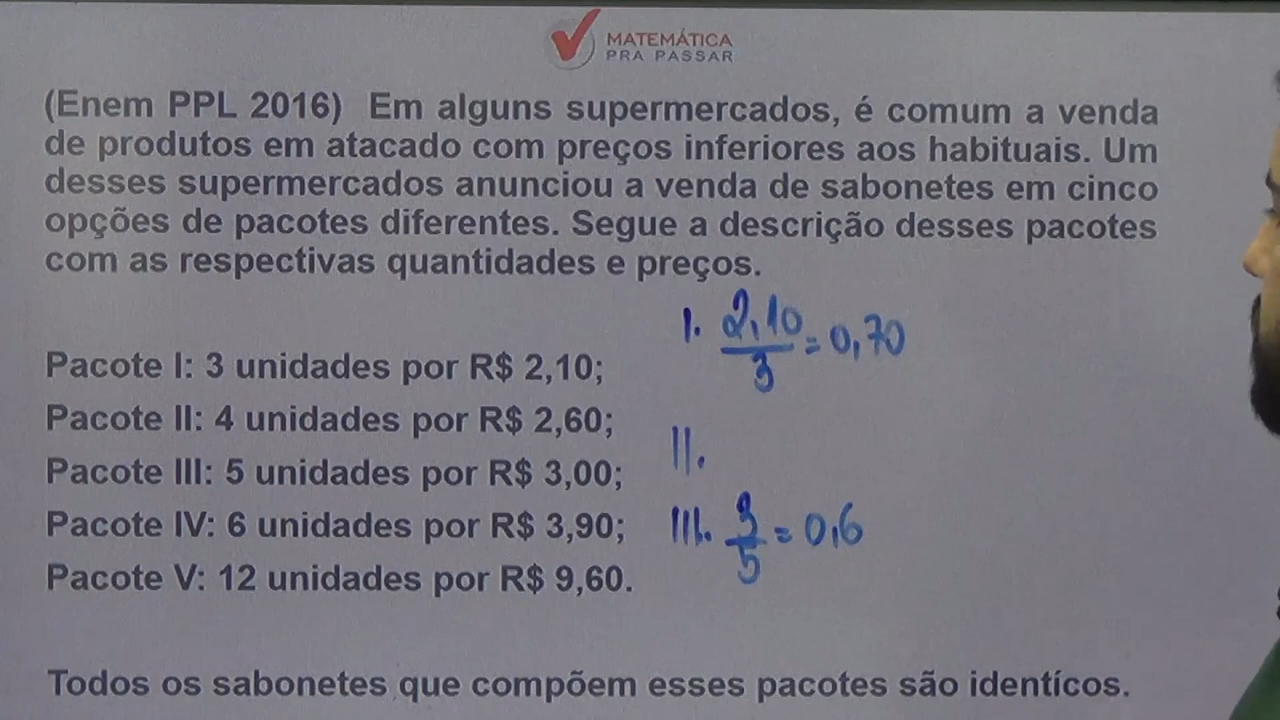 MATEMÁTICA
PRA PASSAR
(Enem PPL 2016) Em alguns supermercados, é comum a venda
de produtos em atacado com preços inferiores aos habituais. Um
desses supermercados anunciou a venda de sabonetes em cinco
opções de pacotes diferentes. Segue a descrição desses pacotes
com as respectivas quantidades e preços.
I. 2,10/3 = 0,70
Pacote I: 3 unidades por R$ 2,10;
Pacote II: 4 unidades por R$ 2,60;
II.
Pacote III: 5 unidades por R$ 3,00;
Pacote IV: 6 unidades por R$ 3,90;
III. 3/5 = 0,6
Pacote V: 12 unidades por R$ 9,60.
Todos os sabonetes que compõem esses pacotes são identícos.